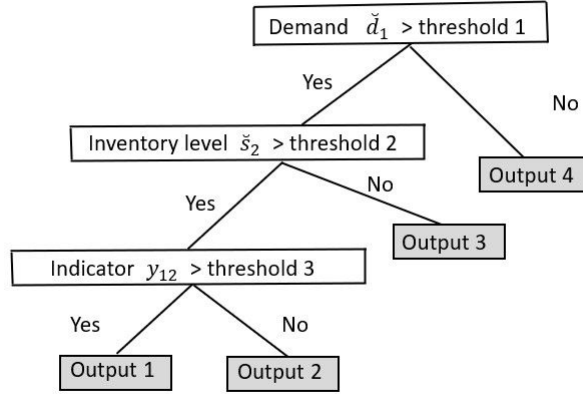 Demand d̆₁ > threshold 1
Yes
No
Inventory level s̆₂ > threshold 2
Yes
No
Output 4
Output 3
Indicator y₁₂ > threshold 3
Yes
No
Output 1
Output 2